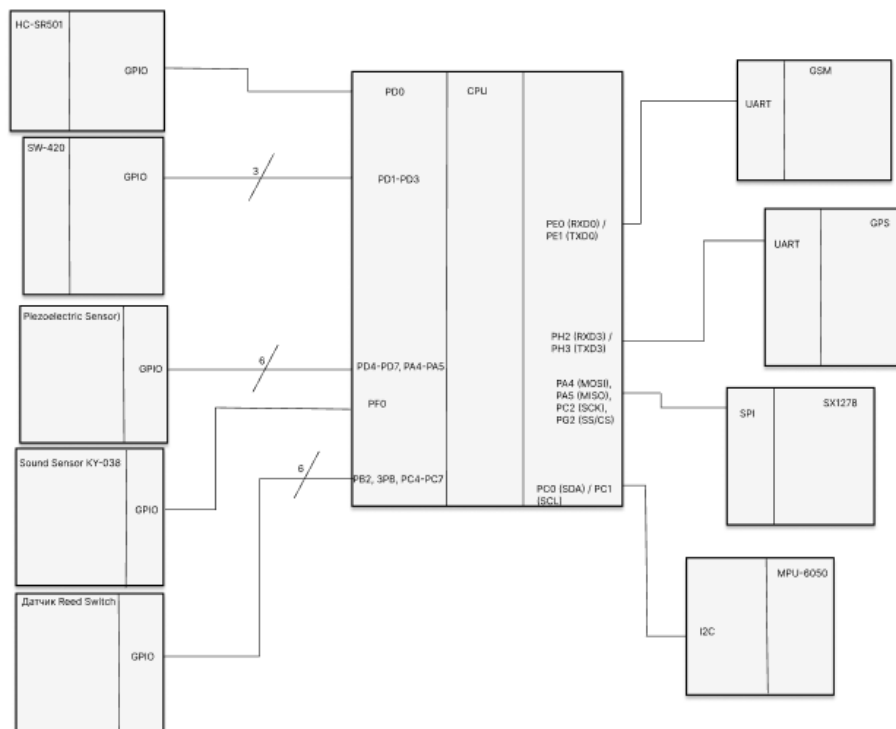 HC-SR501
GPIO
SW-420
GPIO
3
Piezoelectric Sensor)
GPIO
6
Sound Sensor KY-038
GPIO
6
Датчик Reed Switch
GPIO
PD0
CPU
PD1-PD3
PD4-PD7, PA4-PA5
PF0
PB2, 3PB, PC4-PC7
PE0 (RXD0) /
PE1 (TXD0)
PH2 (RXD3) /
PH3 (TXD3)
PA4 (MOSI),
PA5 (MISO),
PC2 (SCK),
PG2 (SS/CS)
PC0 (SDA) / PC1
(SCL)
GSM
UART
GPS
UART
SX1278
SPI
MPU-6050
I2C